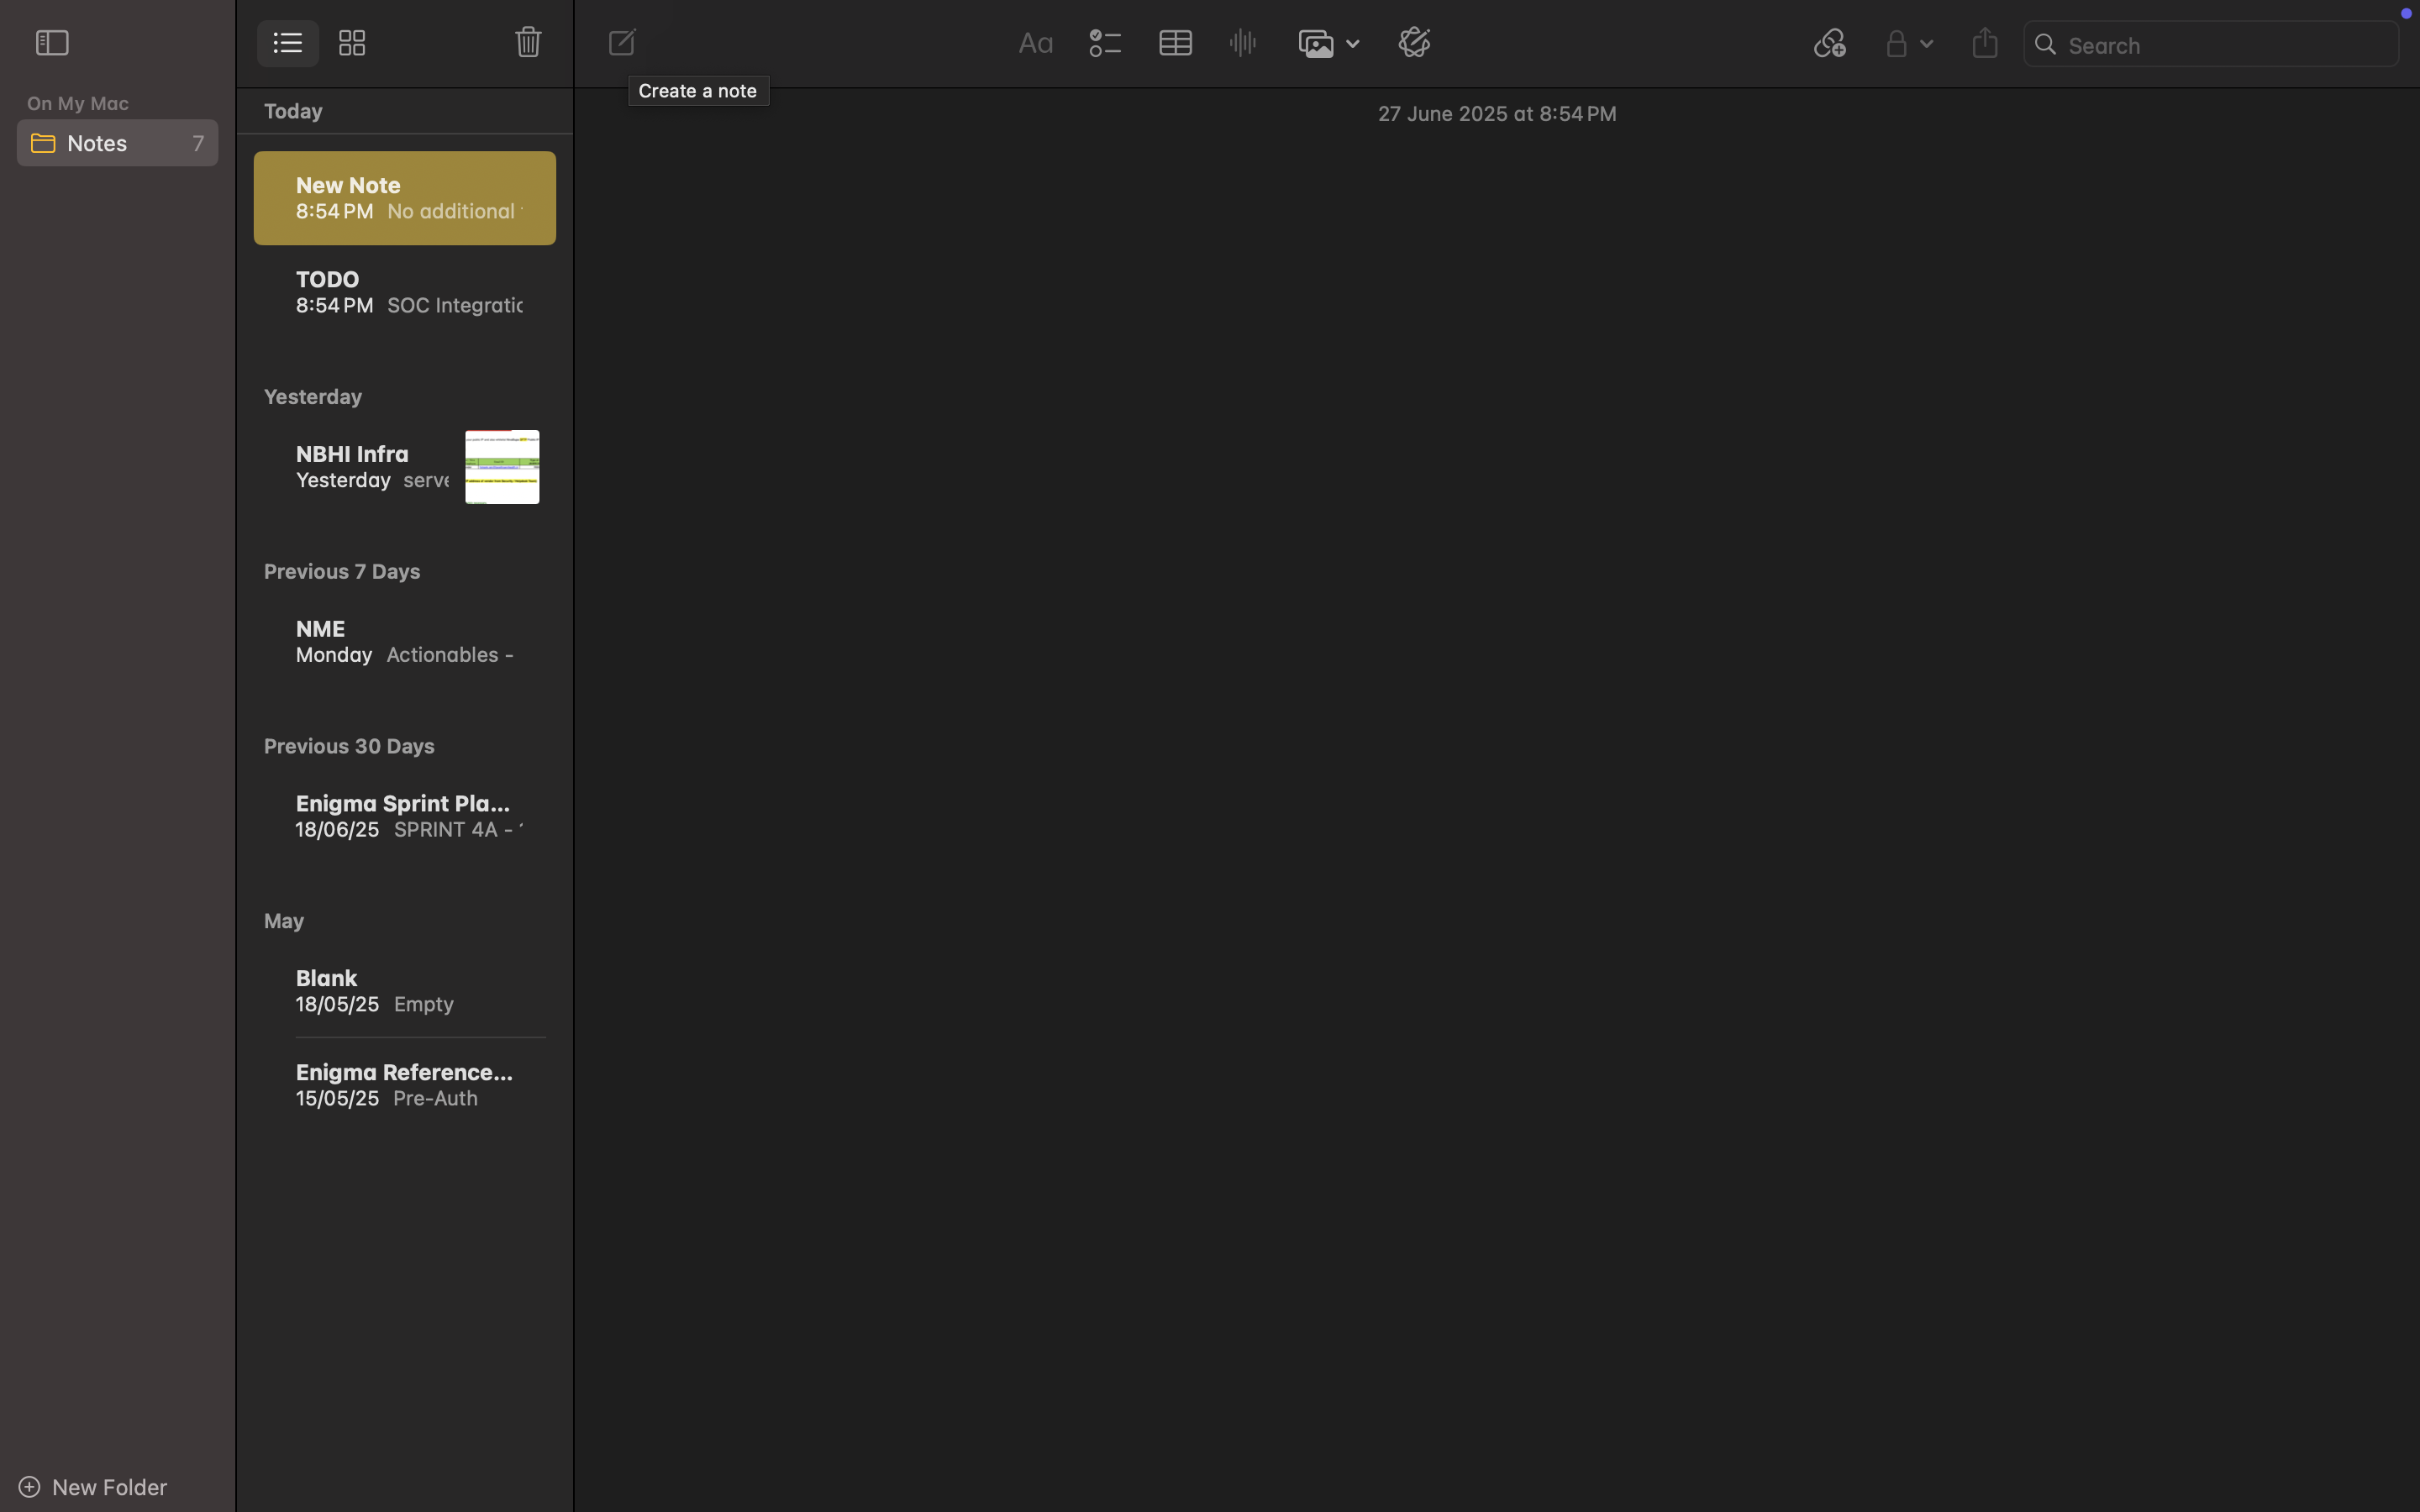 Aa
Search
Create a note
On My Mac
Notes 7
New Folder
Today
New Note
8:54 PM No additional
TODO
8:54 PM SOC Integratio
Yesterday
NBHI Infra
Yesterday serve
Previous 7 Days
NME
Monday Actionables -
Previous 30 Days
Enigma Sprint Pla...
18/06/25 SPRINT 4A -
May
Blank
18/05/25 Empty
Enigma Reference...
15/05/25 Pre-Auth
27 June 2025 at 8:54 PM